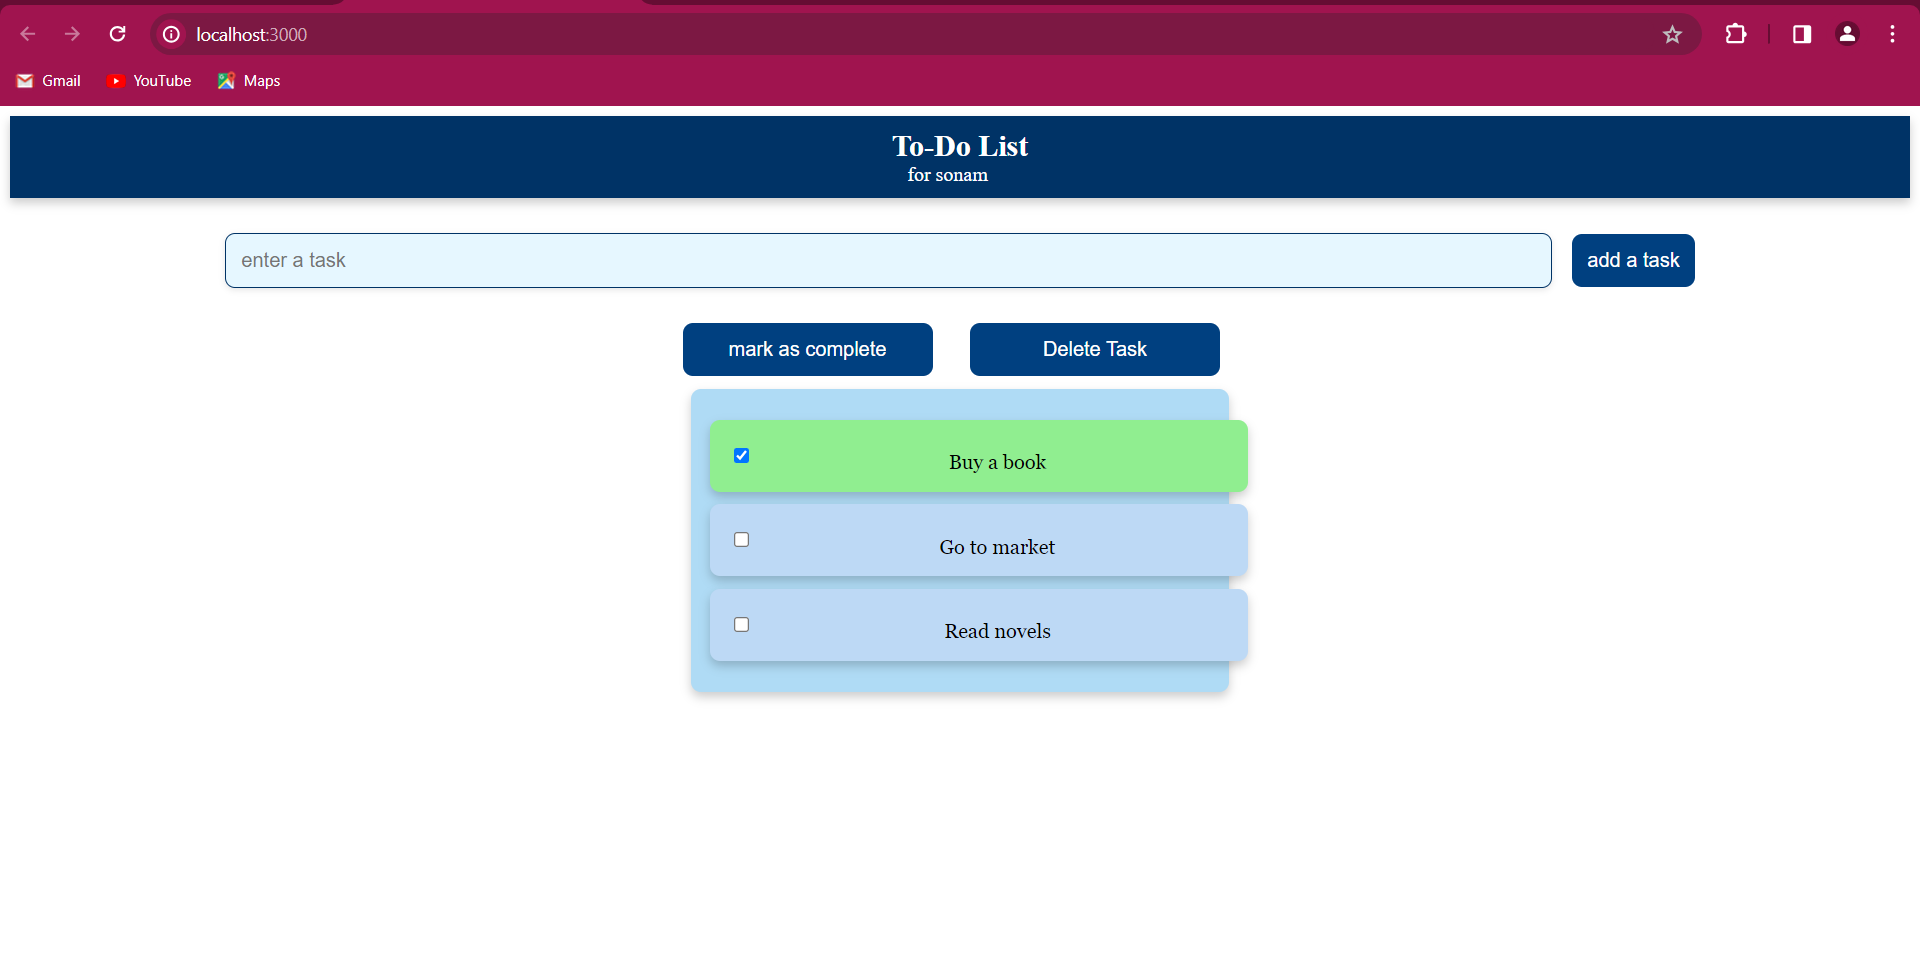 localhost:3000
Gmail YouTube Maps
To-Do List
for sonam
enter a task add a task
mark as complete Delete Task
Buy a book
Go to market
Read novels